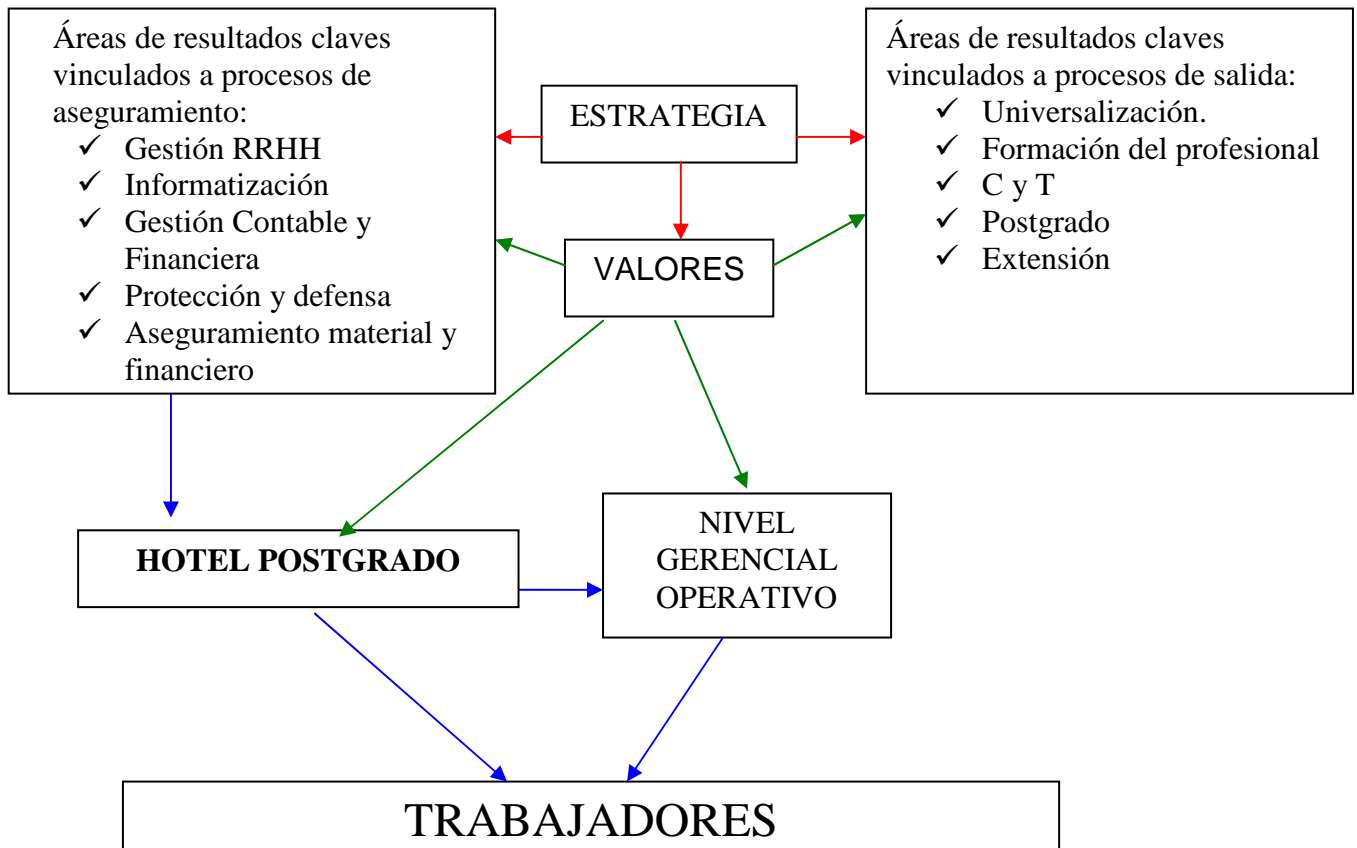 Áreas de resultados claves
vinculados a procesos de
aseguramiento:
✓ Gestión RRHH
✓ Informatización
✓ Gestión Contable y
Financiera
✓ Protección y defensa
✓ Aseguramiento material y
financiero
ESTRATEGIA
VALORES
Áreas de resultados claves
vinculados a procesos de salida:
✓ Universalización.
✓ Formación del profesional
✓ C y T
✓ Postgrado
✓ Extensión
HOTEL POSTGRADO
NIVEL
GERENCIAL
OPERATIVO
TRABAJADORES